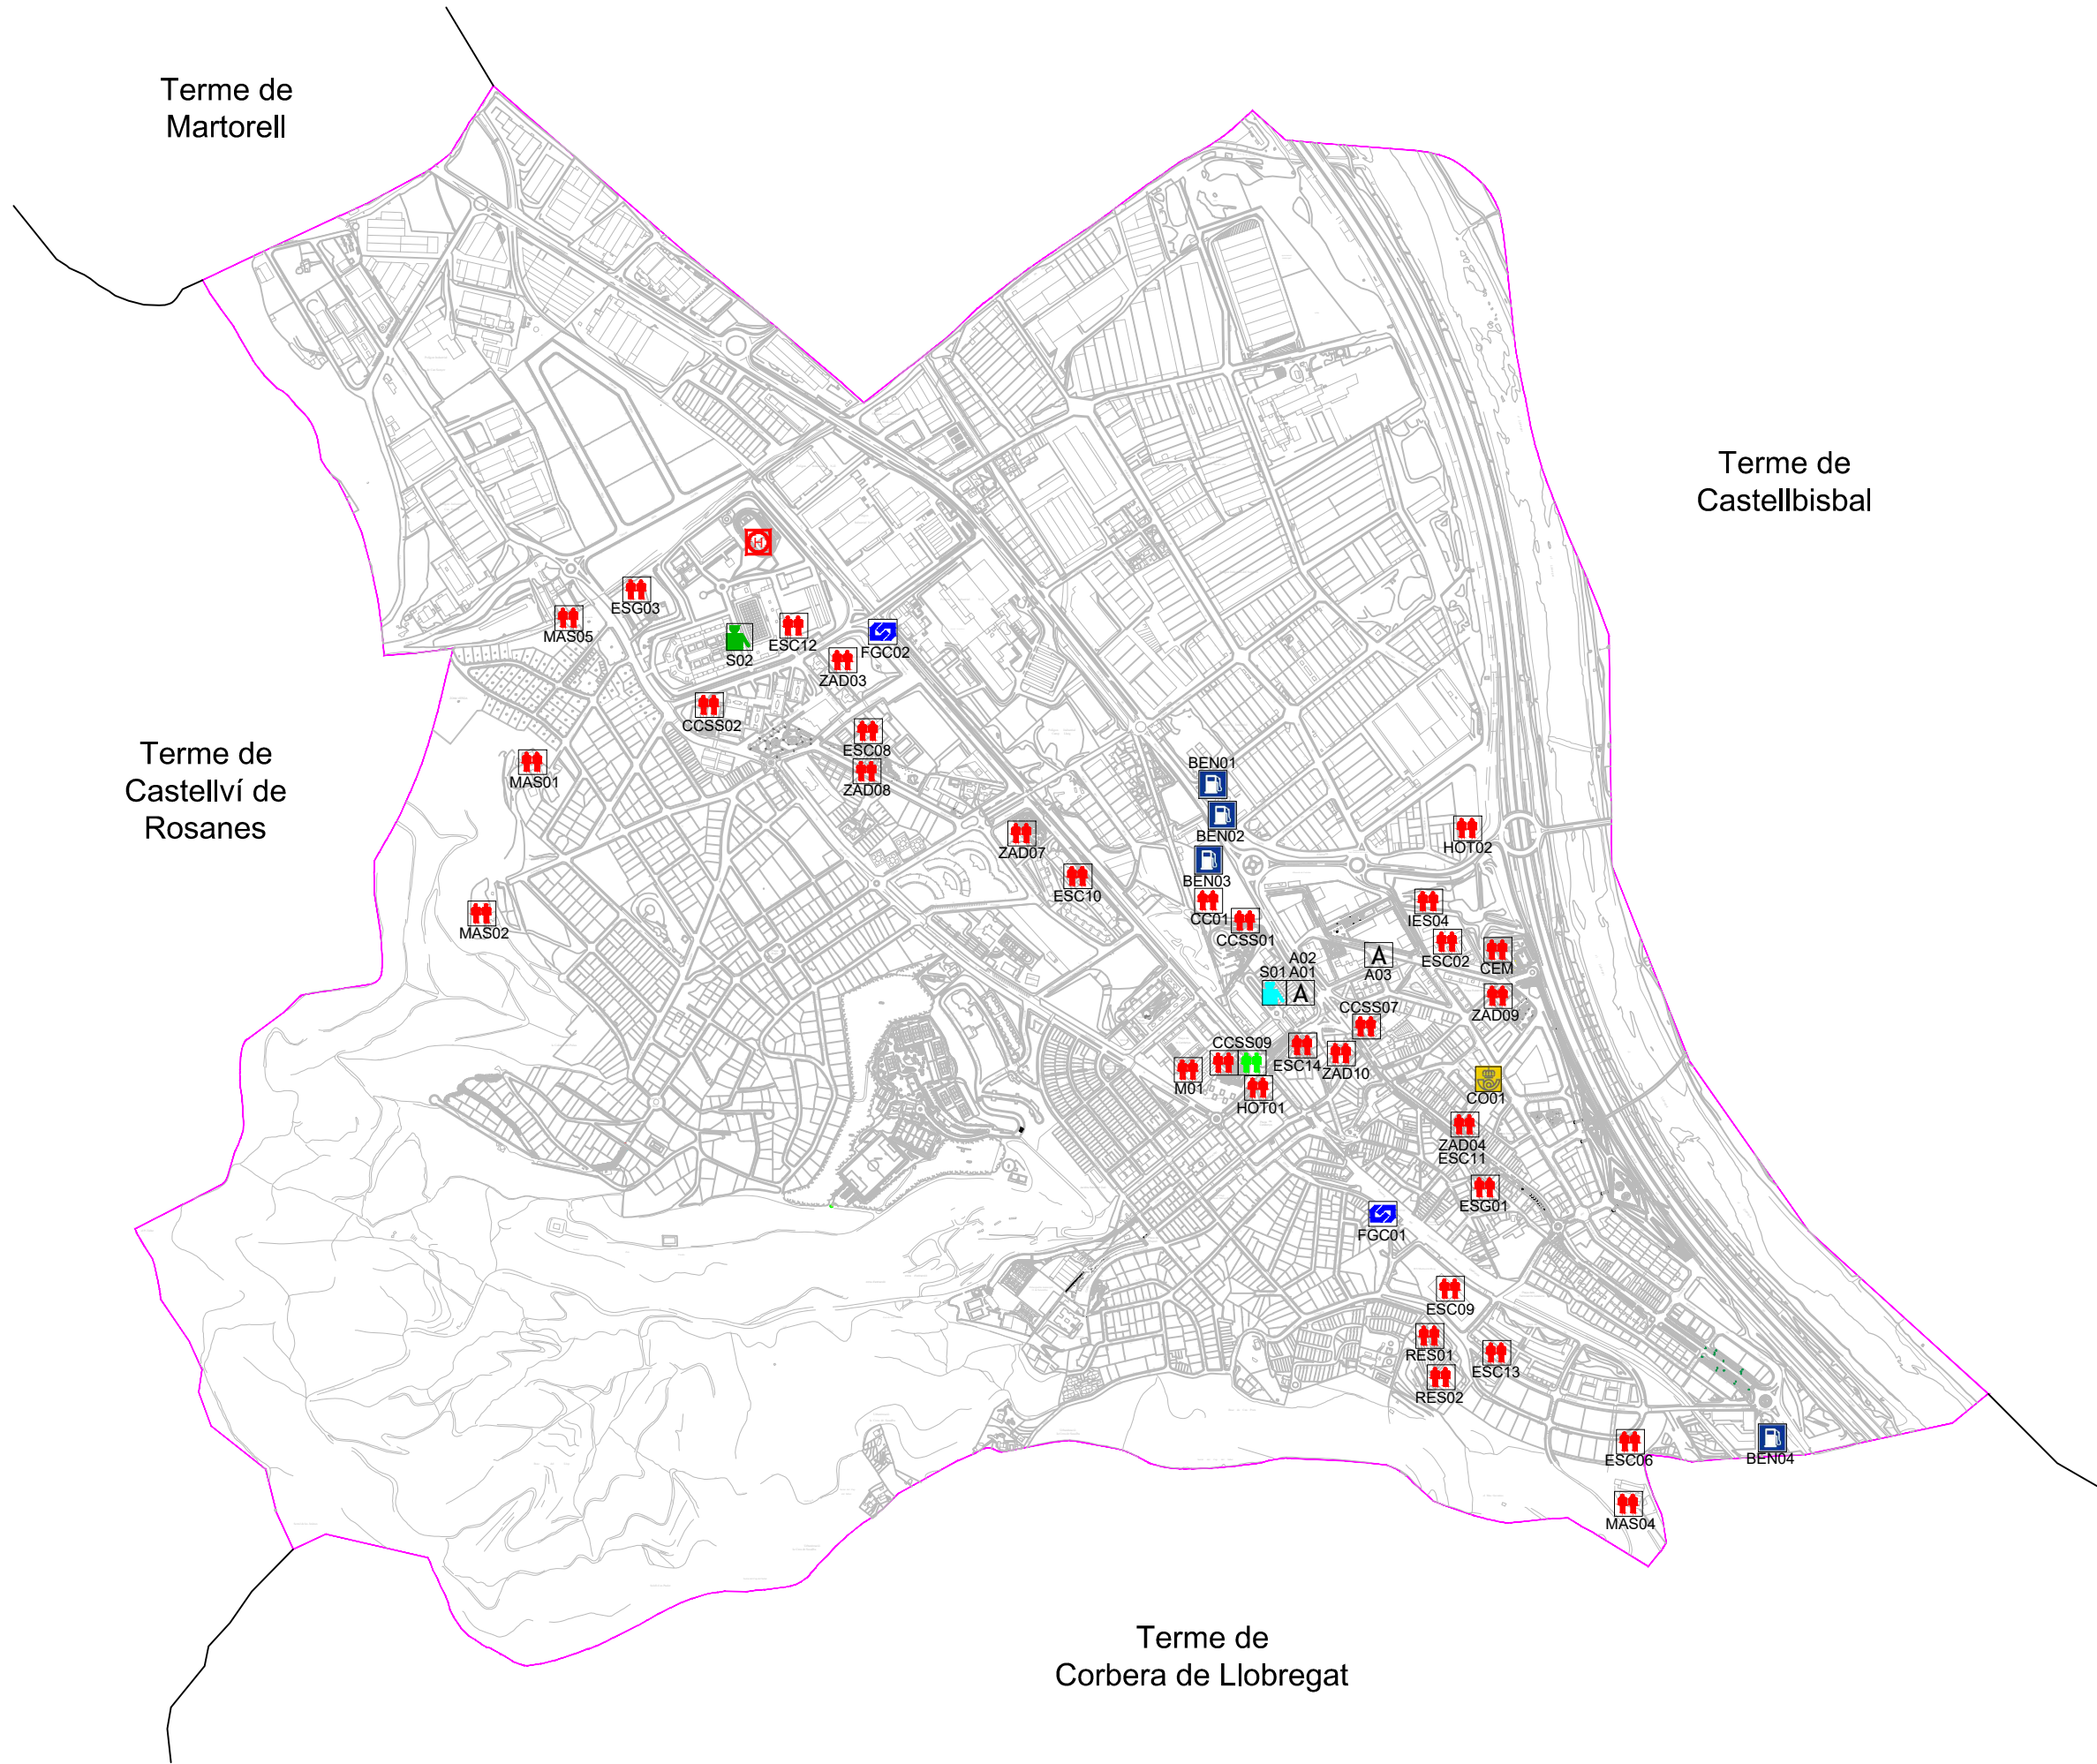 Terme de
Martorell
Terme de
Castellbisbal
H
ESG03
MAS05
ESC12
S02
FGC02
ZAD03
CCSS02
ESC08
Terme de
Castellví de
Rosanes
MAS01
ZAD08
BEN01
BEN02
ZAD07
HOT02
BEN03
ESC10
CC01
IES04
MAS02
CCSS01
A02
S01 A01
A
A
A03
ESC02
CEM
ZAD09
CCSS07
CCSS09
ESC14
ZAD10
M01
HOT01
CO01
ZAD04
ESC11
ESG01
FGC01
ESC09
RES01
ESC13
RES02
ESC06
BEN04
MAS04
Terme de
Corbera de Llobregat